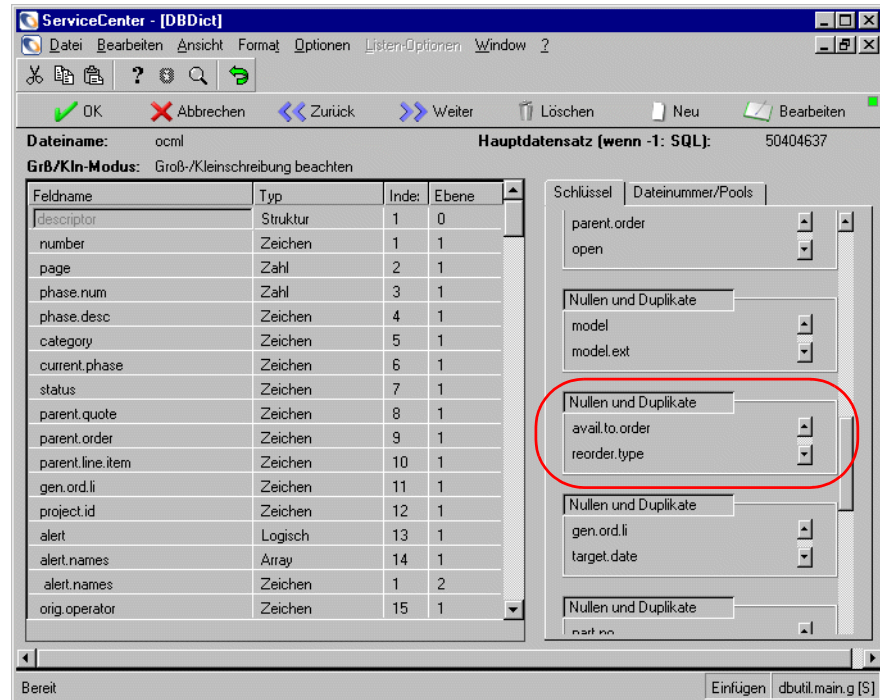 ServiceCenter - [DBDict]
Datei Bearbeiten Ansicht Format Optionen Listen-Optionen Window ?
OK Abbrechen Zurück Weiter Löschen Neu Bearbeiten
Dateiname: ocml Hauptdatensatz (wenn -1: SQL): 50404637
Grß/Kln-Modus: Groß-/Kleinschreibung beachten
Feldname Typ Inde: Ebene
descriptor Struktur 1 0
number Zeichen 1 1
page Zahl 2 1
phase.num Zahl 3 1
phase.desc Zeichen 4 1
category Zeichen 5 1
current.phase Zeichen 6 1
status Zeichen 7 1
parent.quote Zeichen 8 1
parent.order Zeichen 9 1
parent.line.item Zeichen 10 1
gen.ord.li Zeichen 11 1
project.id Zeichen 12 1
alert Logisch 13 1
alert.names Array 14 1
alert.names Zeichen 1 2
orig.operator Zeichen 15 1
Schlüssel Dateinummer/Pools
parent.order
open
Nullen und Duplikate
model
model.ext
Nullen und Duplikate
avail.to.order
reorder.type
Nullen und Duplikate
gen.ord.li
target.date
Nullen und Duplikate
part.no
Bereit Einfügen dbutil.main.g [S]